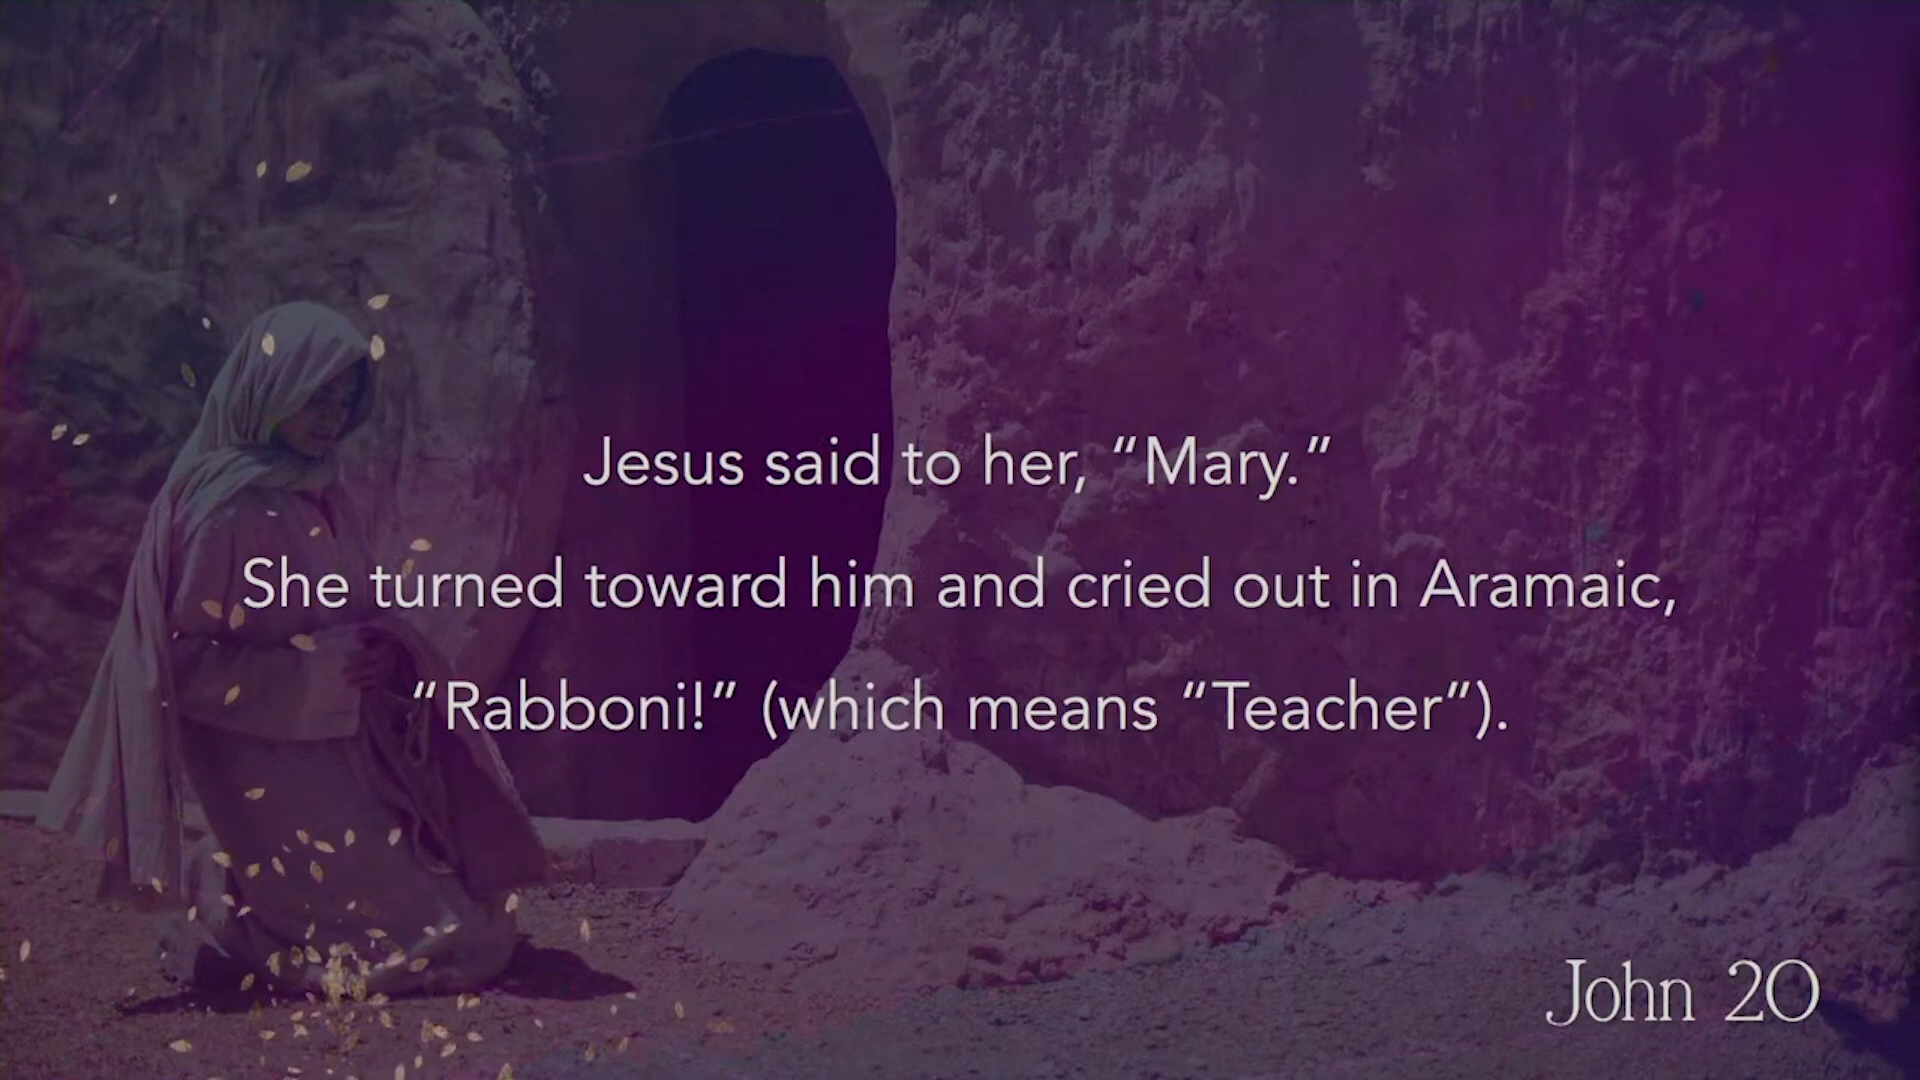 Jesus said to her, “Mary.”
She turned toward him and cried out in Aramaic,
“Rabboni!” (which means “Teacher”).
John 20